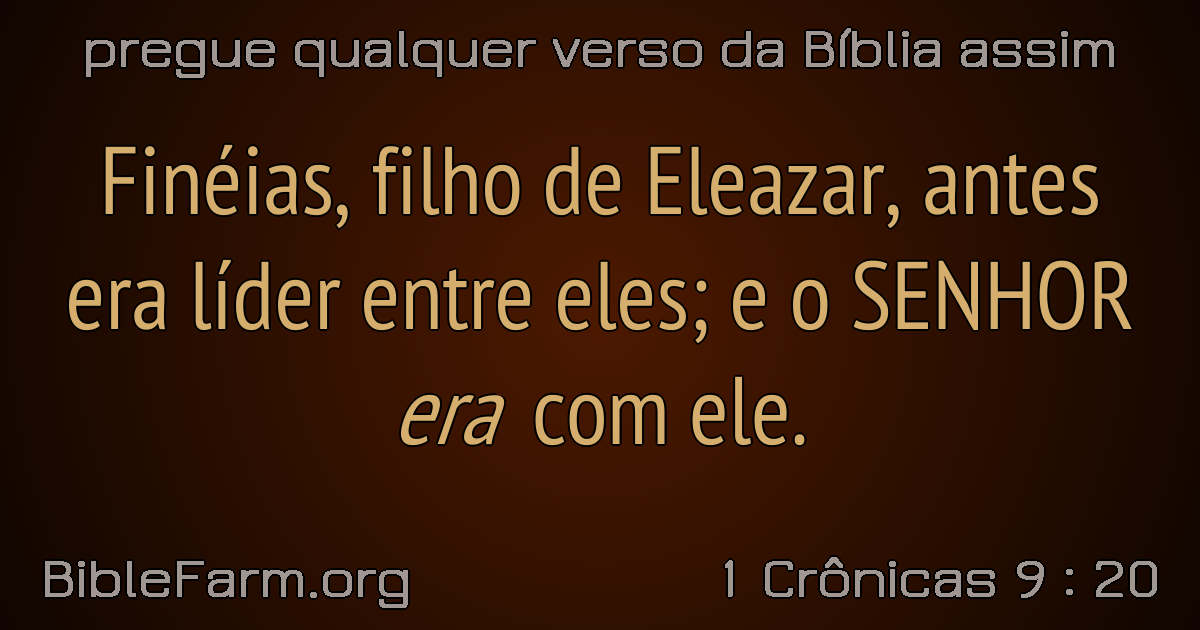 pregue qualquer verso da Bíblia assim
Finéias, filho de Eleazar, antes
era líder entre eles; e o SENHOR
era com ele.
BibleFarm.org
1 Crônicas 9 : 20